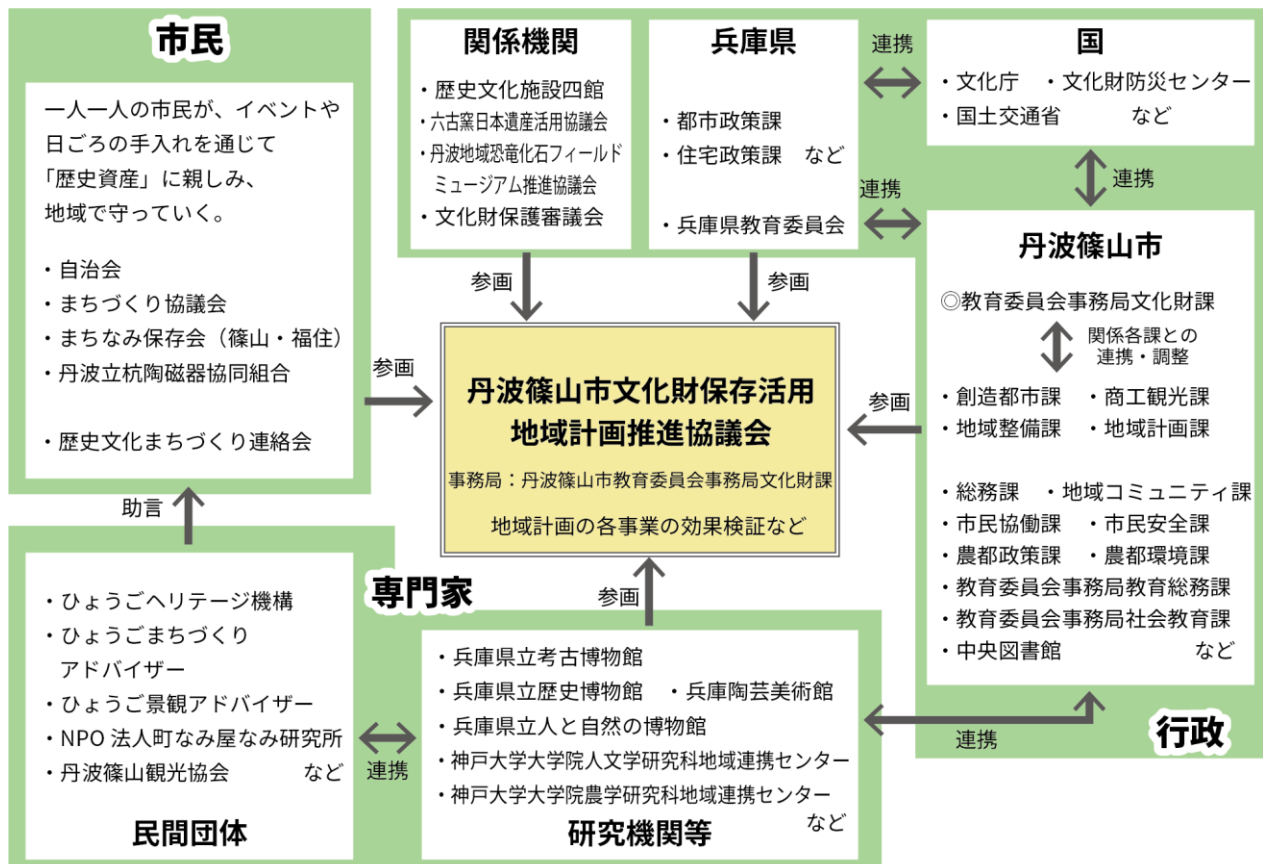 市民
一人一人の市民が、イベントや
日ごろの手入れを通じて
「歴史資産」に親しみ、
地域で守っていく。
・自治会
・まちづくり協議会
・まちなみ保存会（篠山・福住）
・丹波立杭陶磁器協同組合
・歴史文化まちづくり連絡会
関係機関
・歴史文化施設四館
・六古窯日本遺産活用協議会
・丹波地域恐竜化石フィールド
ミュージアム推進協議会
・文化財保護審議会
兵庫県
・都市政策課
・住宅政策課 など
・兵庫県教育委員会
連携
連携
国
・文化庁 ・文化財防災センター
・国土交通省 など
連携
丹波篠山市
◎教育委員会事務局文化財課
関係各課との
連携・調整
・創造都市課 ・商工観光課
・地域整備課 ・地域計画課
・総務課 ・地域コミュニティ課
・市民協働課 ・市民安全課
・農都政策課 ・農都環境課
・教育委員会事務局教育総務課
・教育委員会事務局社会教育課
・中央図書館 など
行政
参画
参画
参画
参画
丹波篠山市文化財保存活用
地域計画推進協議会
事務局：丹波篠山市教育委員会事務局文化財課
地域計画の各事業の効果検証など
参画
助言
専門家
・ひょうごヘリテージ機構
・ひょうごまちづくり
アドバイザー
・ひょうご景観アドバイザー
・NPO 法人町なみ屋なみ研究所
・丹波篠山観光協会 など
民間団体
連携
・兵庫県立考古博物館
・兵庫県立歴史博物館 ・兵庫陶芸美術館
・兵庫県立人と自然の博物館
・神戸大学大学院人文学研究科地域連携センター
・神戸大学大学院農学研究科地域連携センター
など
研究機関等
連携